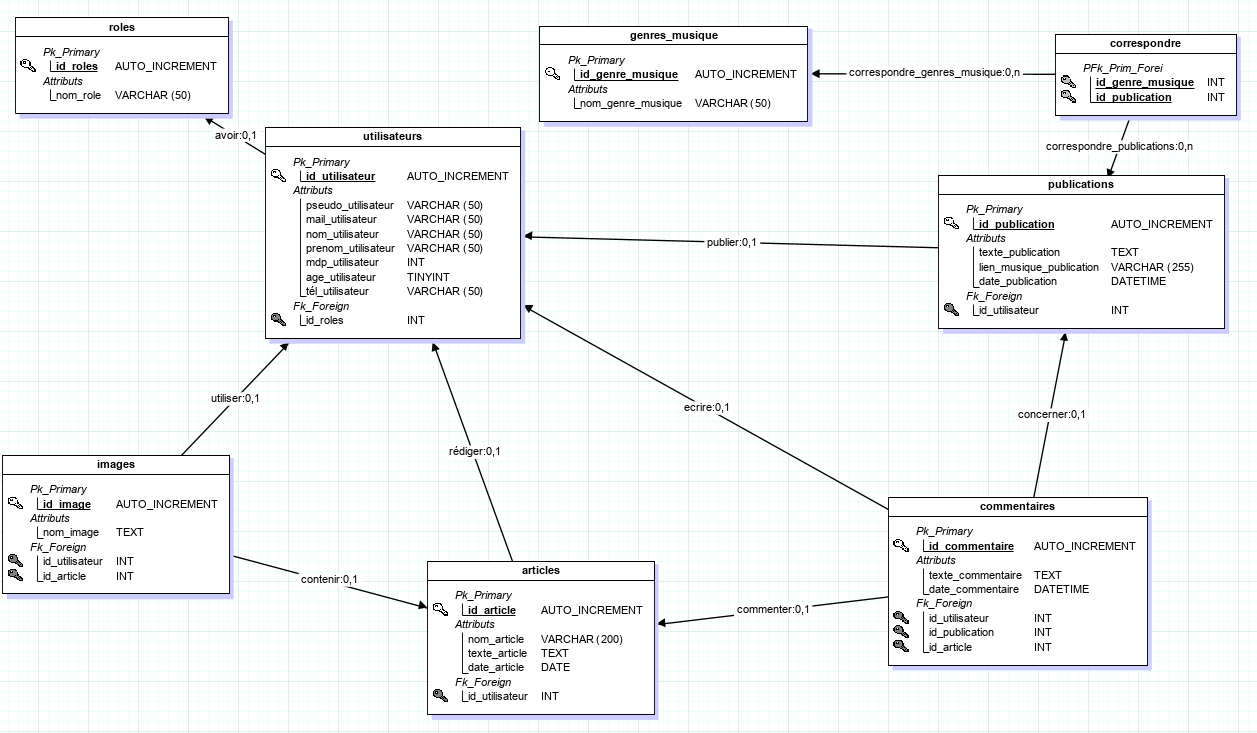 roles
Pk_Primary
id_roles AUTO_INCREMENT
Attributs
nom_role VARCHAR (50)
genres_musique
Pk_Primary
id_genre_musique AUTO_INCREMENT
Attributs
nom_genre_musique VARCHAR (50)
correspondre_genres_musique:0,n
correspondre
PFk_Prim_Forei
id_genre_musique INT
id_publication INT
avoir:0,1
correspondre_publications:0,n
utilisateurs
Pk_Primary
id_utilisateur AUTO_INCREMENT
Attributs
pseudo_utilisateur VARCHAR (50)
mail_utilisateur VARCHAR (50)
nom_utilisateur VARCHAR (50)
prenom_utilisateur VARCHAR (50)
mdp_utilisateur INT
age_utilisateur TINYINT
tél_utilisateur VARCHAR (50)
Fk_Foreign
id_roles INT
publier:0,1
publications
Pk_Primary
id_publication AUTO_INCREMENT
Attributs
texte_publication TEXT
lien_musique_publication VARCHAR (255)
date_publication DATETIME
Fk_Foreign
id_utilisateur INT
utiliser:0,1
rédiger:0,1
ecrire:0,1
concerner:0,1
images
Pk_Primary
id_image AUTO_INCREMENT
Attributs
nom_image TEXT
Fk_Foreign
id_utilisateur INT
id_article INT
contenir:0,1
articles
Pk_Primary
id_article AUTO_INCREMENT
Attributs
nom_article VARCHAR (200)
texte_article TEXT
date_article DATE
Fk_Foreign
id_utilisateur INT
commenter:0,1
commentaires
Pk_Primary
id_commentaire AUTO_INCREMENT
Attributs
texte_commentaire TEXT
date_commentaire DATETIME
Fk_Foreign
id_utilisateur INT
id_publication INT
id_article INT